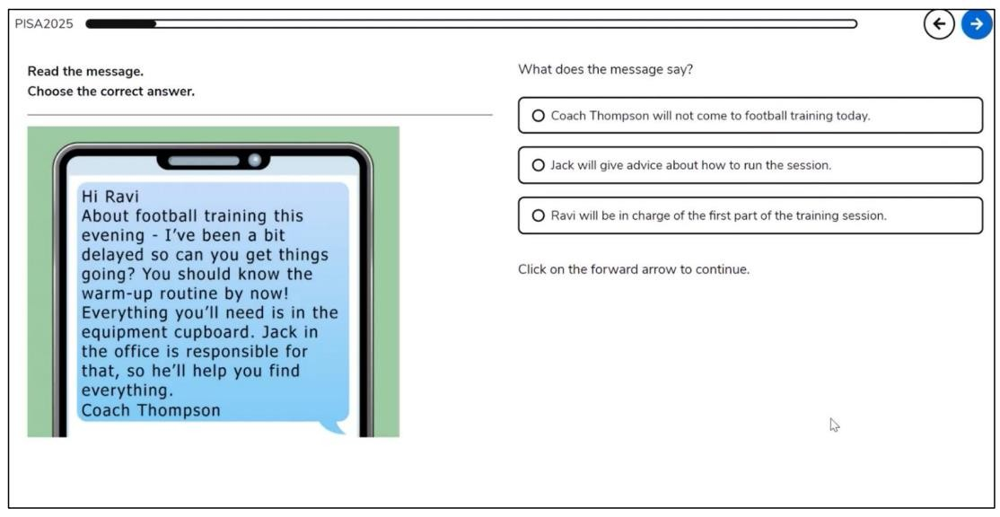 PISA2025
Read the message.
Choose the correct answer.
Hi Ravi
About football training this
evening - I've been a bit
delayed so can you get things
going? You should know the
warm-up routine by now!
Everything you'll need is in the
equipment cupboard. Jack in
the office is responsible for
that, so he'll help you find
everything.
Coach Thompson
What does the message say?
Coach Thompson will not come to football training today.
Jack will give advice about how to run the session.
Ravi will be in charge of the first part of the training session.
Click on the forward arrow to continue.